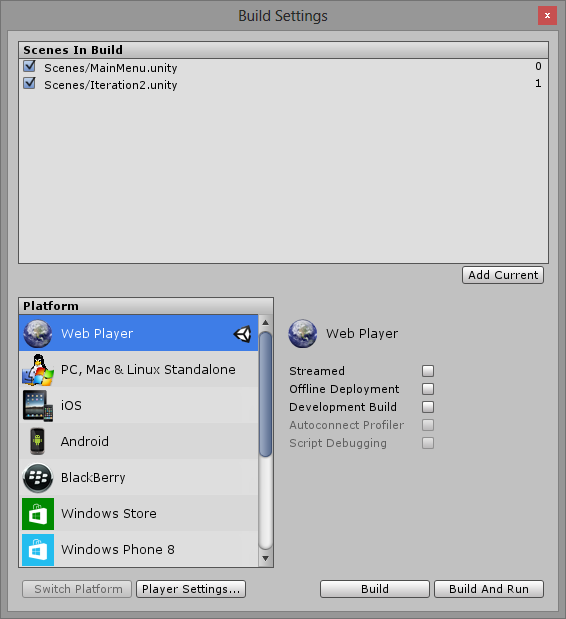 Build Settings
x
Scenes In Build
Scenes/MainMenu.unity 0
Scenes/Iteration2.unity 1
Add Current
Platform
Web Player
PC, Mac & Linux Standalone
iOS
Android
BlackBerry
Windows Store
Windows Phone 8
Web Player
Streamed
Offline Deployment
Development Build
Autoconnect Profiler
Script Debugging
Switch Platform
Player Settings...
Build
Build And Run